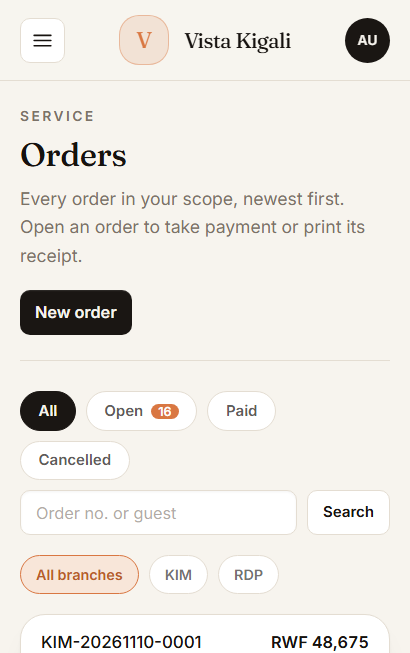 V Vista Kigali AU
SERVICE
Orders
Every order in your scope, newest first.
Open an order to take payment or print its
receipt.
New order
All Open 16 Paid
Cancelled
Order no. or guest Search
All branches KIM RDP
KIM-20261110-0001 RWF 48,675